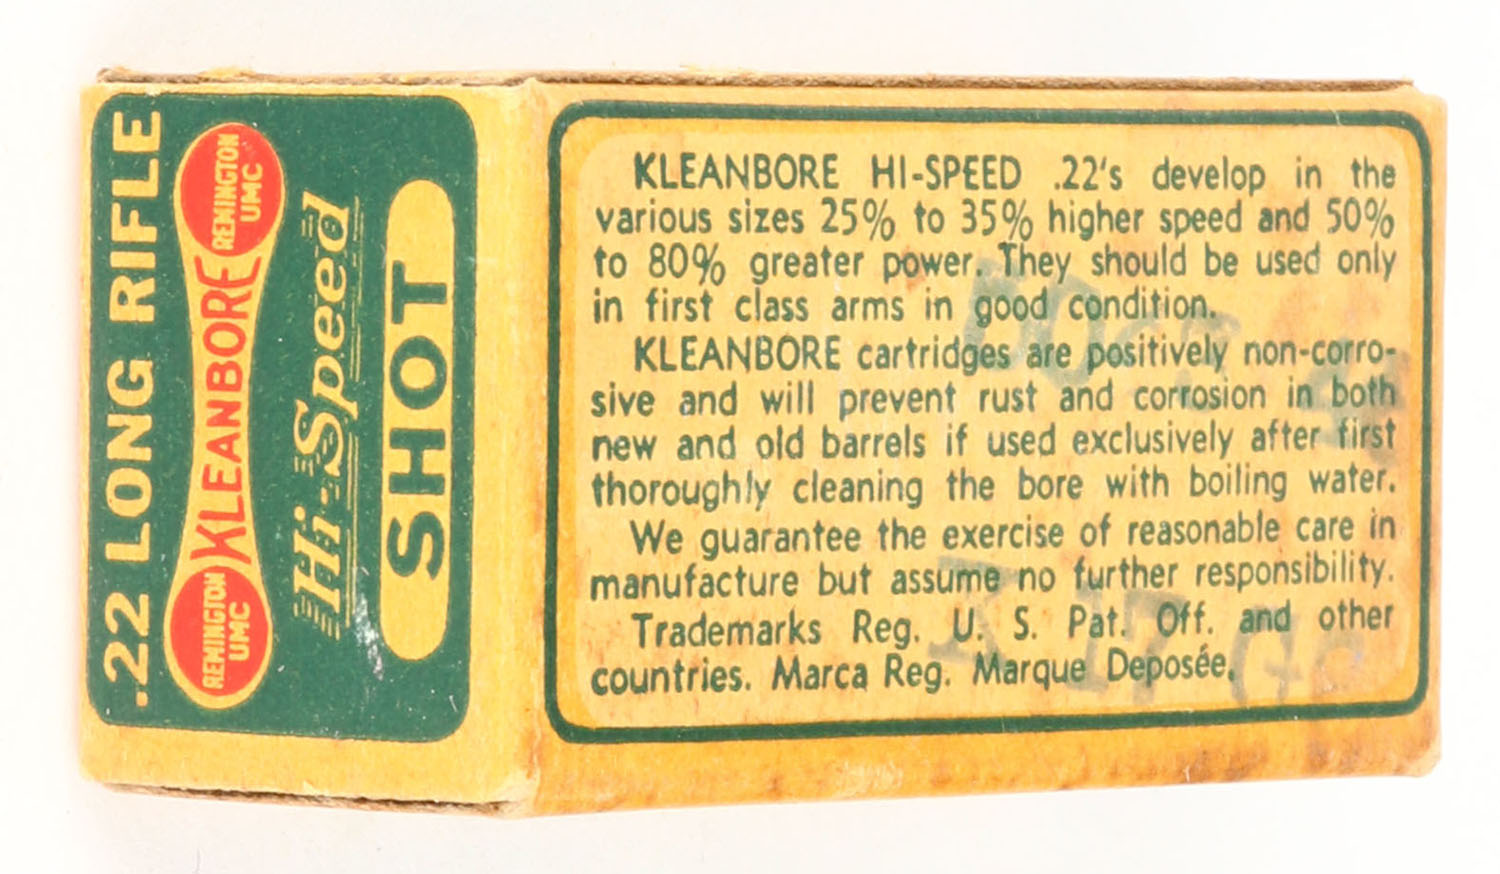 .22 LONG RIFLE
REMINGTON
UMC
KLEANBORE
REMINGTON
UMC
Hi-Speed
SHOT
KLEANBORE HI-SPEED .22's develop in the
various sizes 25% to 35% higher speed and 50%
to 80% greater power. They should be used only
in first class arms in good condition.
KLEANBORE cartridges are positively non-corro-
sive and will prevent rust and corrosion in both
new and old barrels if used exclusively after first
thoroughly cleaning the bore with boiling water.
We guarantee the exercise of reasonable care in
manufacture but assume no further responsibility.
Trademarks Reg. U. S. Pat. Off. and other
countries. Marca Reg. Marque Deposée.